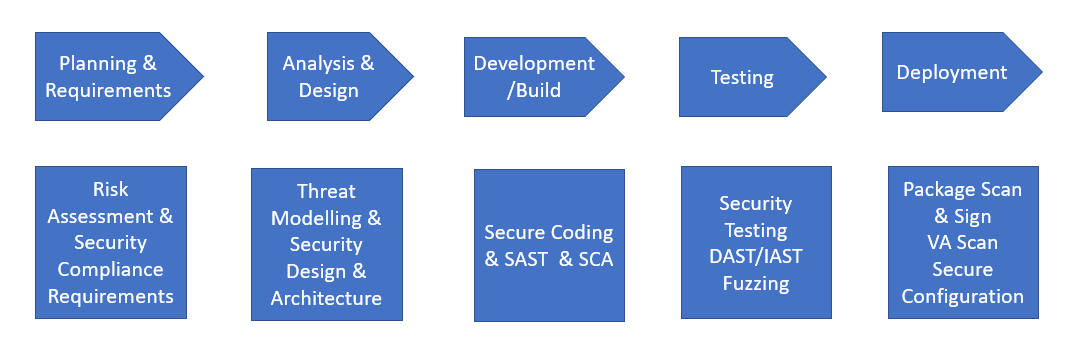 Planning &
Requirements
Analysis &
Design
Development
/Build
Testing
Deployment
Risk
Assessment &
Security
Compliance
Requirements
Threat
Modelling &
Security
Design &
Architecture
Secure Coding
& SAST & SCA
Security
Testing
DAST/IAST
Fuzzing
Package Scan
& Sign
VA Scan
Secure
Configuration